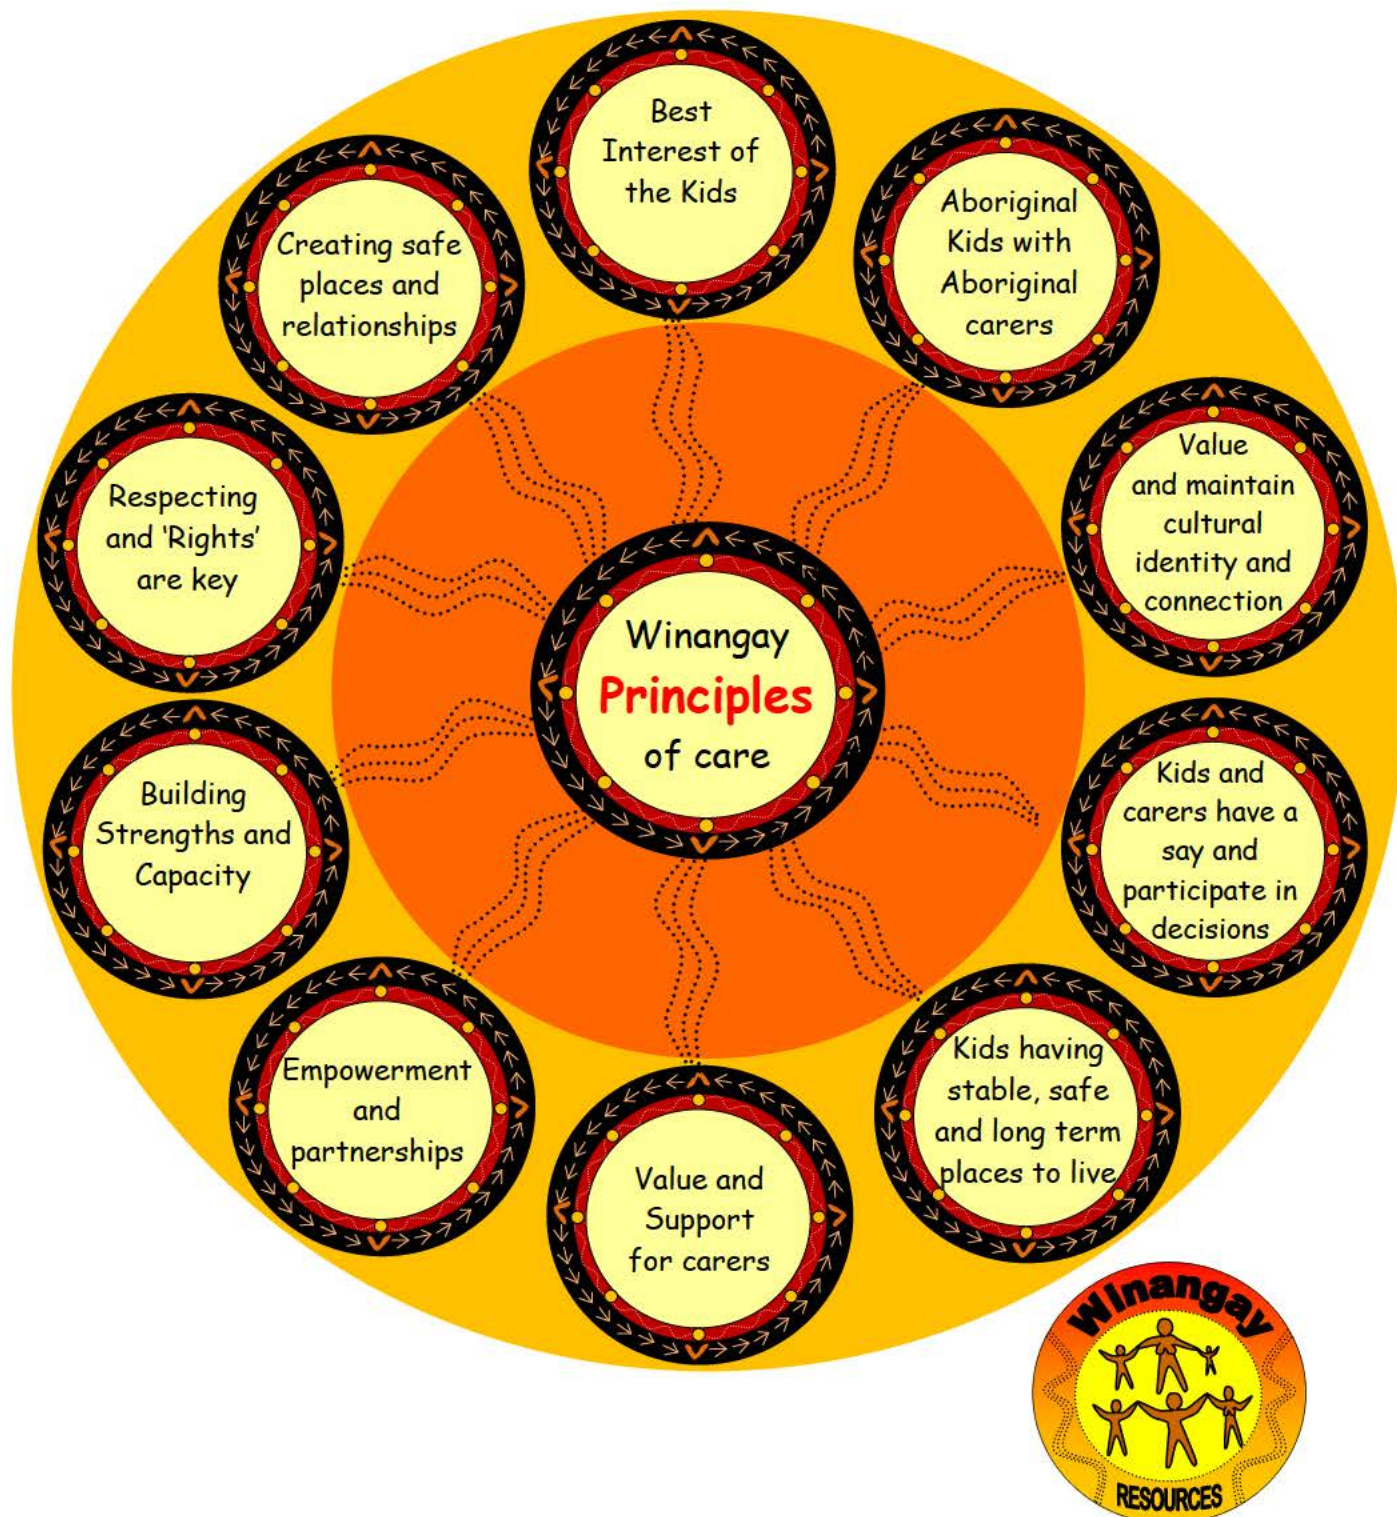 Best
Interest of
the Kids
Aboriginal
Kids with
Aboriginal
carers
Value
and maintain
cultural
identity and
connection
Kids and
carers have a
say and
participate in
decisions
Kids having
stable, safe
and long term
places to live
Value and
Support
for carers
Empowerment
and
partnerships
Building
Strengths and
Capacity
Respecting
and ‘Rights’
are key
Creating safe
places and
relationships
Winangay
Principles
of care
Winangay
RESOURCES